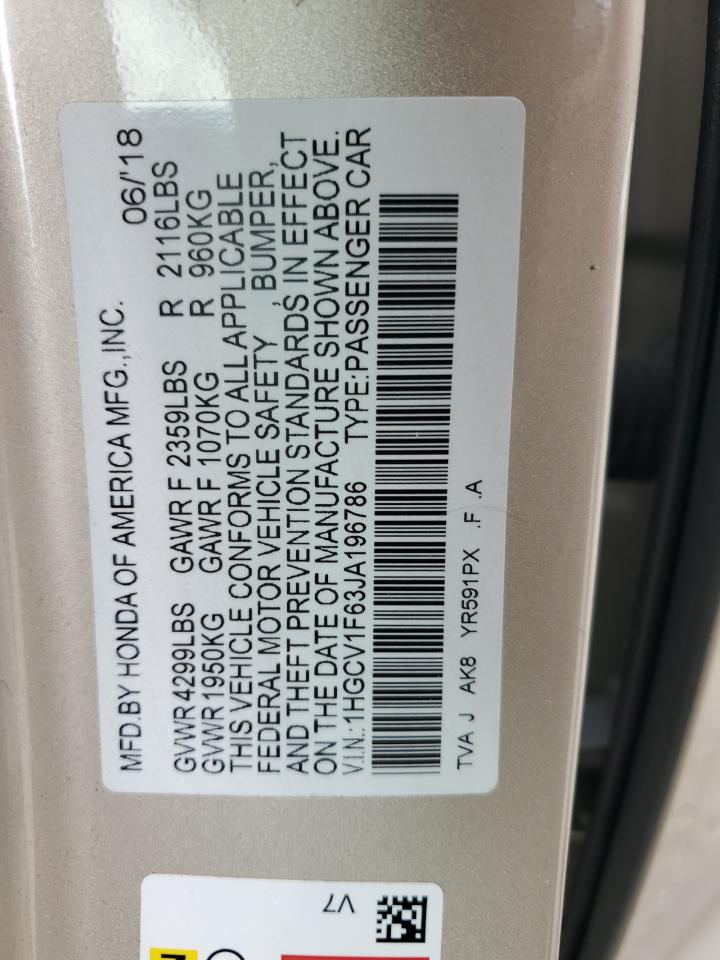 MFD.BY HONDA OF AMERICA MFG.,INC. 06/'18
GVWR 4299LBS GAWR F 2359LBS R 2116LBS
GVWR 1950KG GAWR F 1070KG R 960KG
THIS VEHICLE CONFORMS TO ALL APPLICABLE
FEDERAL MOTOR VEHICLE SAFETY , BUMPER,
AND THEFT PREVENTION STANDARDS IN EFFECT
ON THE DATE OF MANUFACTURE SHOWN ABOVE.
V.I.N.:1HGCV1F63JA196786 TYPE:PASSENGER CAR
TVA J AK8 YR591PX .F .A
V7